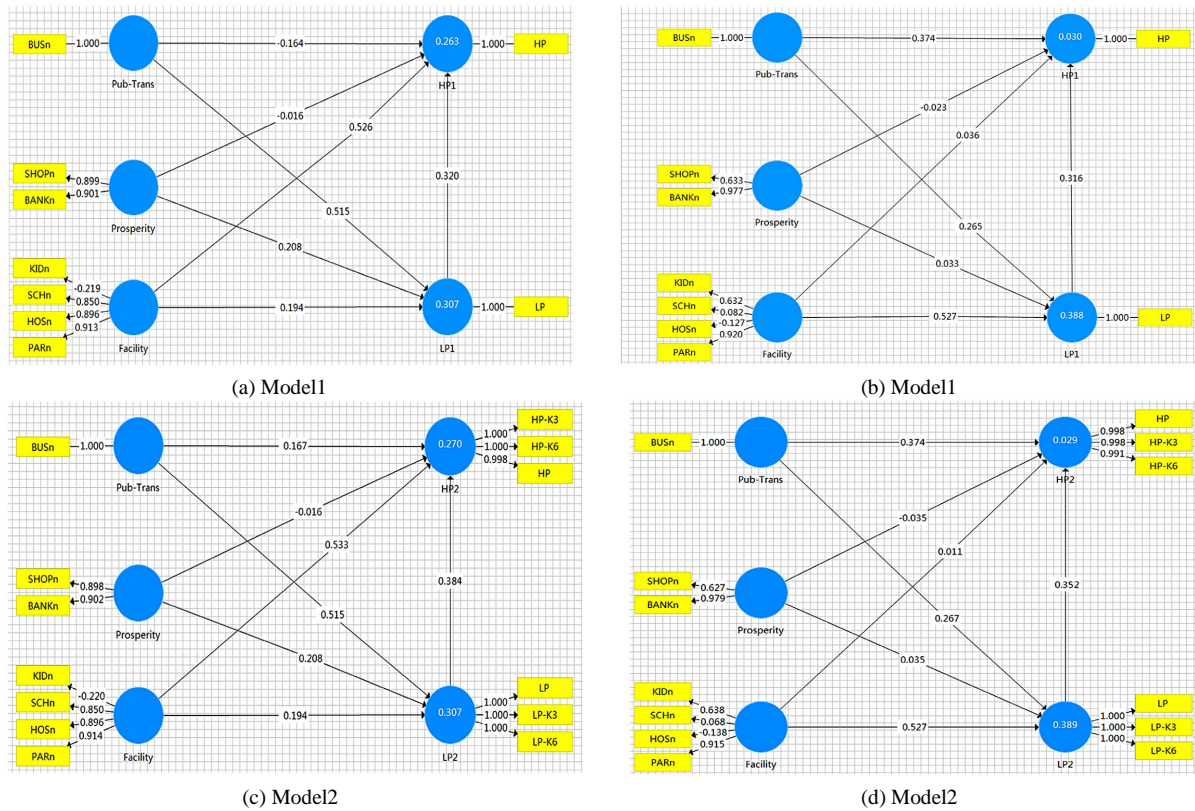 BUSn
1.000
Pub-Trans
-0.164
0.263
HP1
1.000
HP
-0.016
0.526
0.320
SHOPn
0.899
BANKn
0.901
Prosperity
0.515
0.208
KIDn
-0.219
SCHn
0.850
HOSn
0.896
PARn
0.913
Facility
0.194
0.307
LP1
1.000
LP
(a) Model1
BUSn
1.000
Pub-Trans
0.374
0.030
HP1
1.000
HP
-0.023
0.036
0.316
SHOPn
0.633
BANKn
0.977
Prosperity
0.265
0.033
KIDn
0.632
SCHn
0.082
HOSn
-0.127
PARn
0.920
Facility
0.527
0.388
LP1
1.000
LP
(b) Model1
BUSn
1.000
Pub-Trans
0.167
0.270
HP2
1.000
HP-K3
1.000
HP-K6
0.998
HP
-0.016
0.533
0.384
SHOPn
0.898
BANKn
0.902
Prosperity
0.515
0.208
KIDn
-0.220
SCHn
0.850
HOSn
0.896
PARn
0.914
Facility
0.194
0.307
LP2
1.000
LP
1.000
LP-K3
1.000
LP-K6
(c) Model2
BUSn
1.000
Pub-Trans
0.374
0.029
HP2
0.998
HP
0.998
HP-K3
0.991
HP-K6
-0.035
0.011
0.352
SHOPn
0.627
BANKn
0.979
Prosperity
0.267
0.035
KIDn
0.638
SCHn
0.068
HOSn
-0.138
PARn
0.915
Facility
0.527
0.389
LP2
1.000
LP
1.000
LP-K3
1.000
LP-K6
(d) Model2